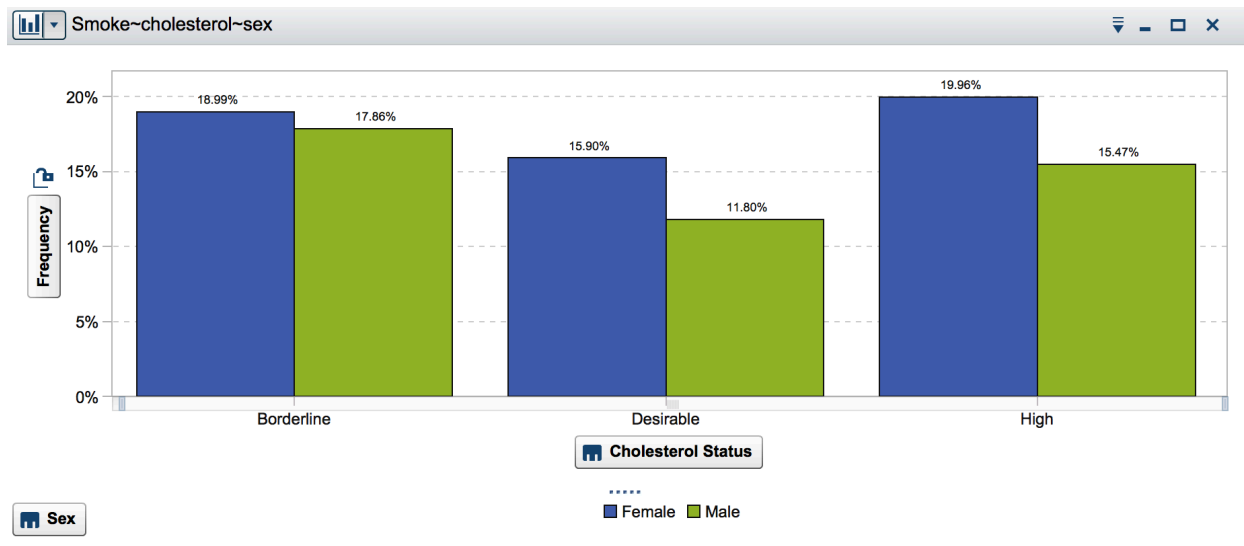 Smoke~cholesterol~sex
20%
15%
10%
5%
0%
Frequency
18.99%
17.86%
15.90%
11.80%
19.96%
15.47%
Borderline
Desirable
High
Cholesterol Status
Female Male
Sex